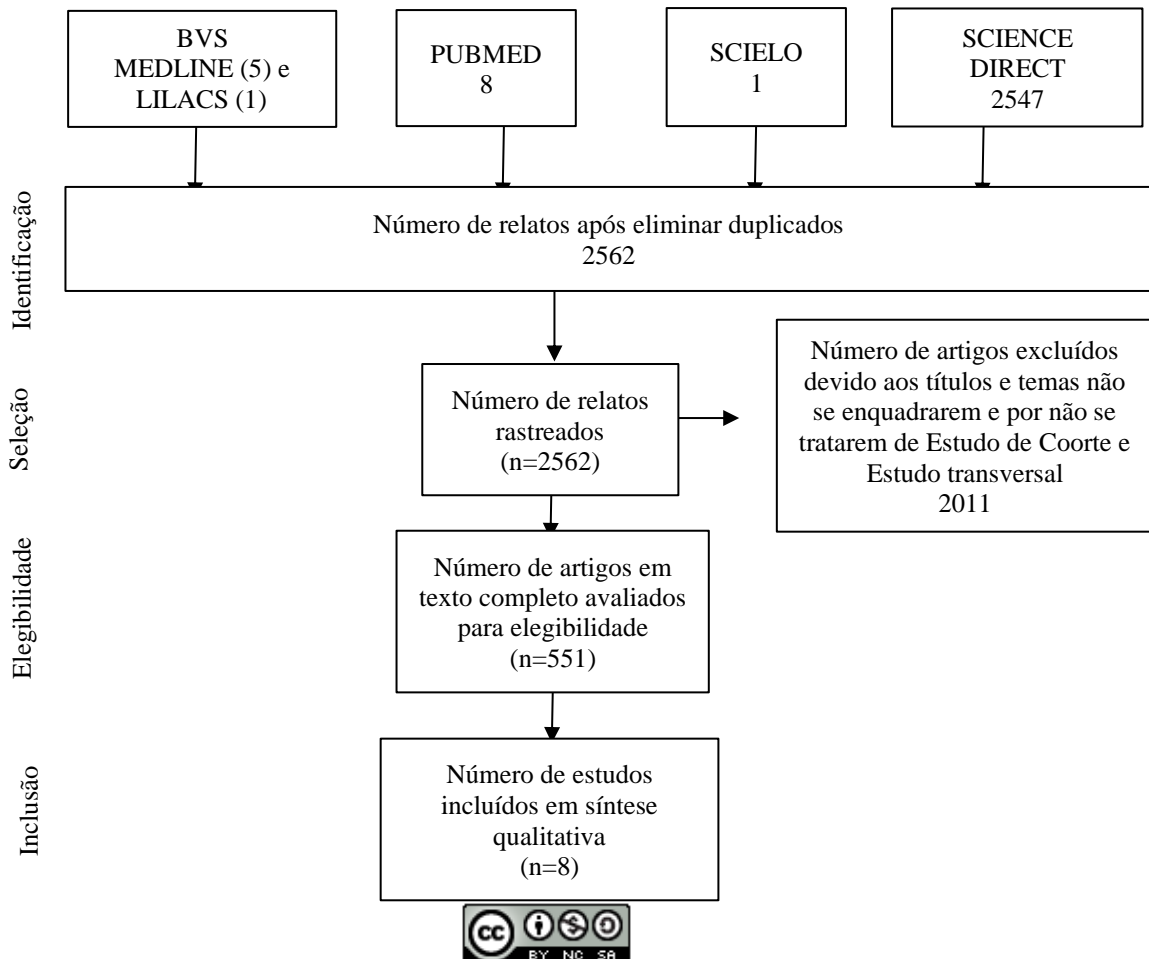 BVS
MEDLINE (5) e
LILACS (1)
PUBMED
8
SCIELO
1
SCIENCE
DIRECT
2547
Identificação
Número de relatos após eliminar duplicados
2562
Seleção
Número de relatos
rastreados
(n=2562)
Número de artigos excluídos
devido aos títulos e temas não
se enquadrarem e por não se
tratarem de Estudo de Coorte e
Estudo transversal
2011
Elegibilidade
Número de artigos em
texto completo avaliados
para elegibilidade
(n=551)
Inclusão
Número de estudos
incluídos em síntese
qualitativa
(n=8)
cc
BY NC SA